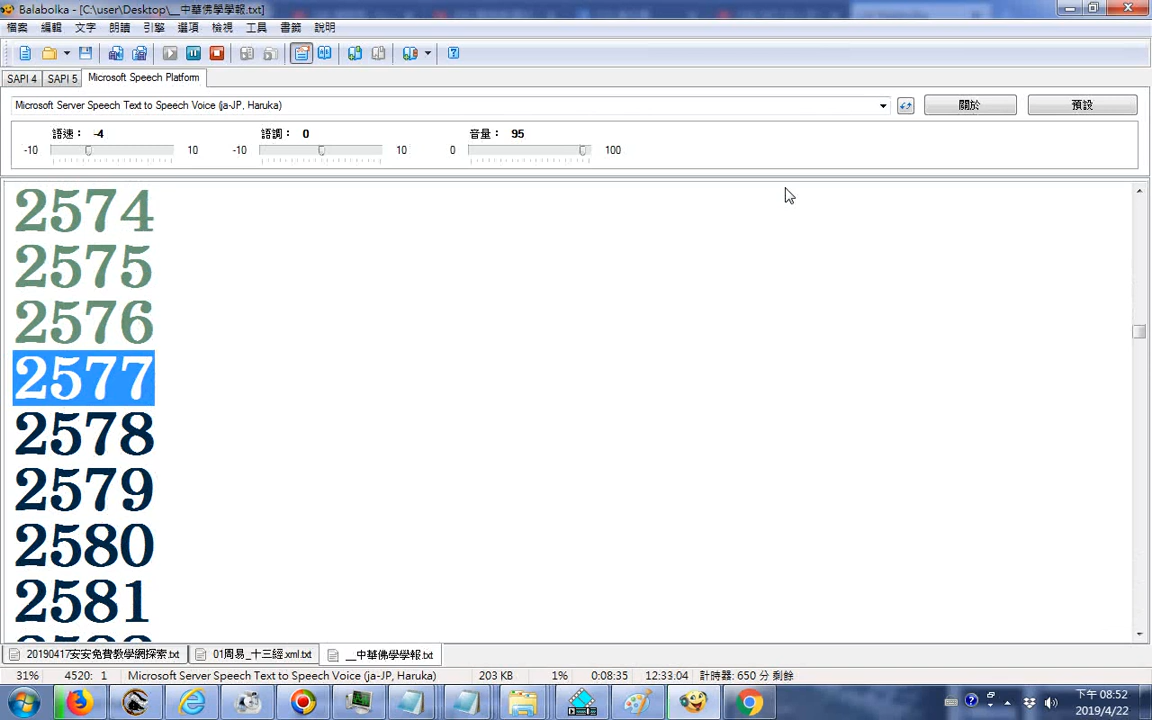 Balabolka - [C:\user\Desktop\__中華佛學學報.txt]
檔案 編輯 文字 朗讀 引擎 選項 檢視 工具 書籤 說明
SAPI 4 SAPI 5 Microsoft Speech Platform
Microsoft Server Speech Text to Speech Voice (ja-JP, Haruka) 關於 預設
語速： -4 語調： 0 音量： 95
-10 10 -10 10 0 100
2574
2575
2576
2577
2578
2579
2580
2581
20190417安安免費教學網探索.txt 01周易_十三經.xml.txt __中華佛學學報.txt
31% 4520: 1 Microsoft Server Speech Text to Speech Voice (ja-JP, Haruka) 203 KB 1% 0:08:35 12:33:04 計時器: 650 分 剩餘
下午 08:52
2019/4/22